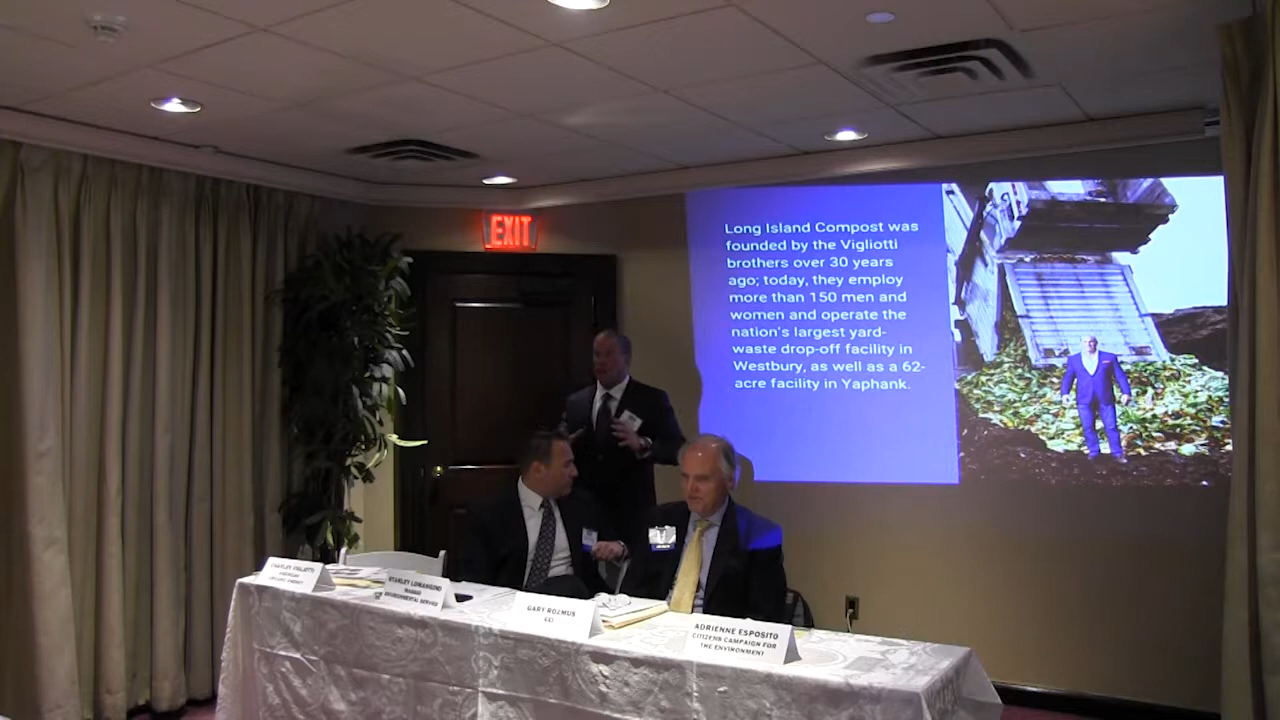 EXIT
Long Island Compost was
founded by the Vigliotti
brothers over 30 years
ago; today, they employ
more than 150 men and
women and operate the
nation's largest yard-
waste drop-off facility in
Westbury, as well as a 62-
acre facility in Yaphank.
CHARLES VIGLIOTTI
AMERICAN
ORGANIC ENERGY
STANLEY LOMANGINO
ENVIRONMENTAL SERVICE
GARY ROZMUS
ADRIENNE ESPOSITO
CITIZENS CAMPAIGN FOR
THE ENVIRONMENT